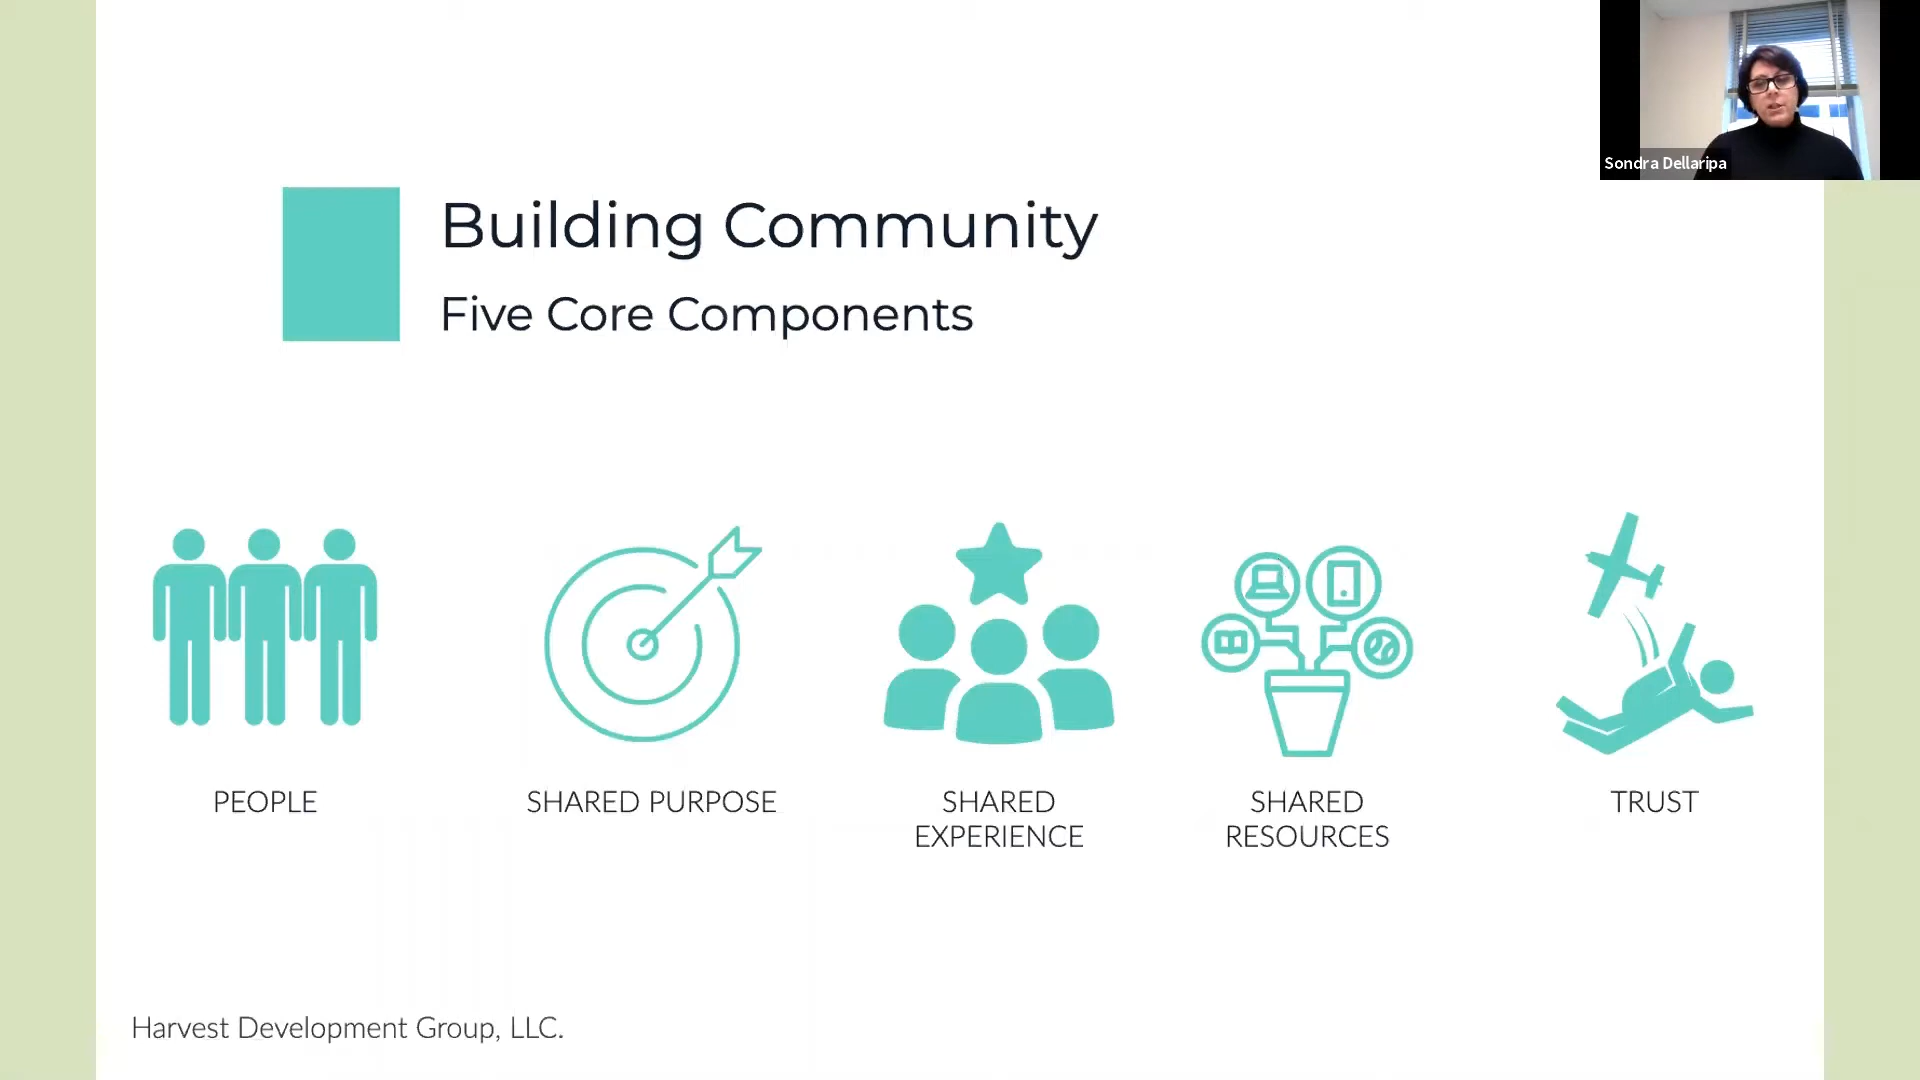 Sondra Dellaripa
Building Community
Five Core Components
PEOPLE
SHARED PURPOSE
SHARED
EXPERIENCE
SHARED
RESOURCES
TRUST
Harvest Development Group, LLC.